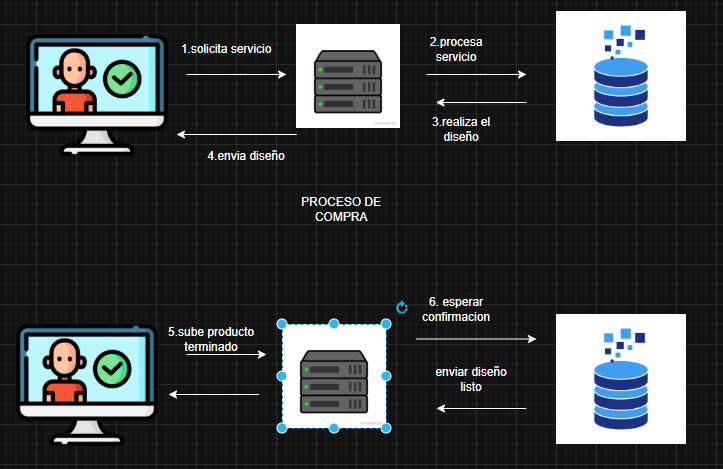 1.solicita servicio
2.procesa
servicio
3.realiza el
diseño
4.envia diseño
PROCESO DE
COMPRA
5.sube producto
terminado
6. esperar
confirmacion
enviar diseño
listo